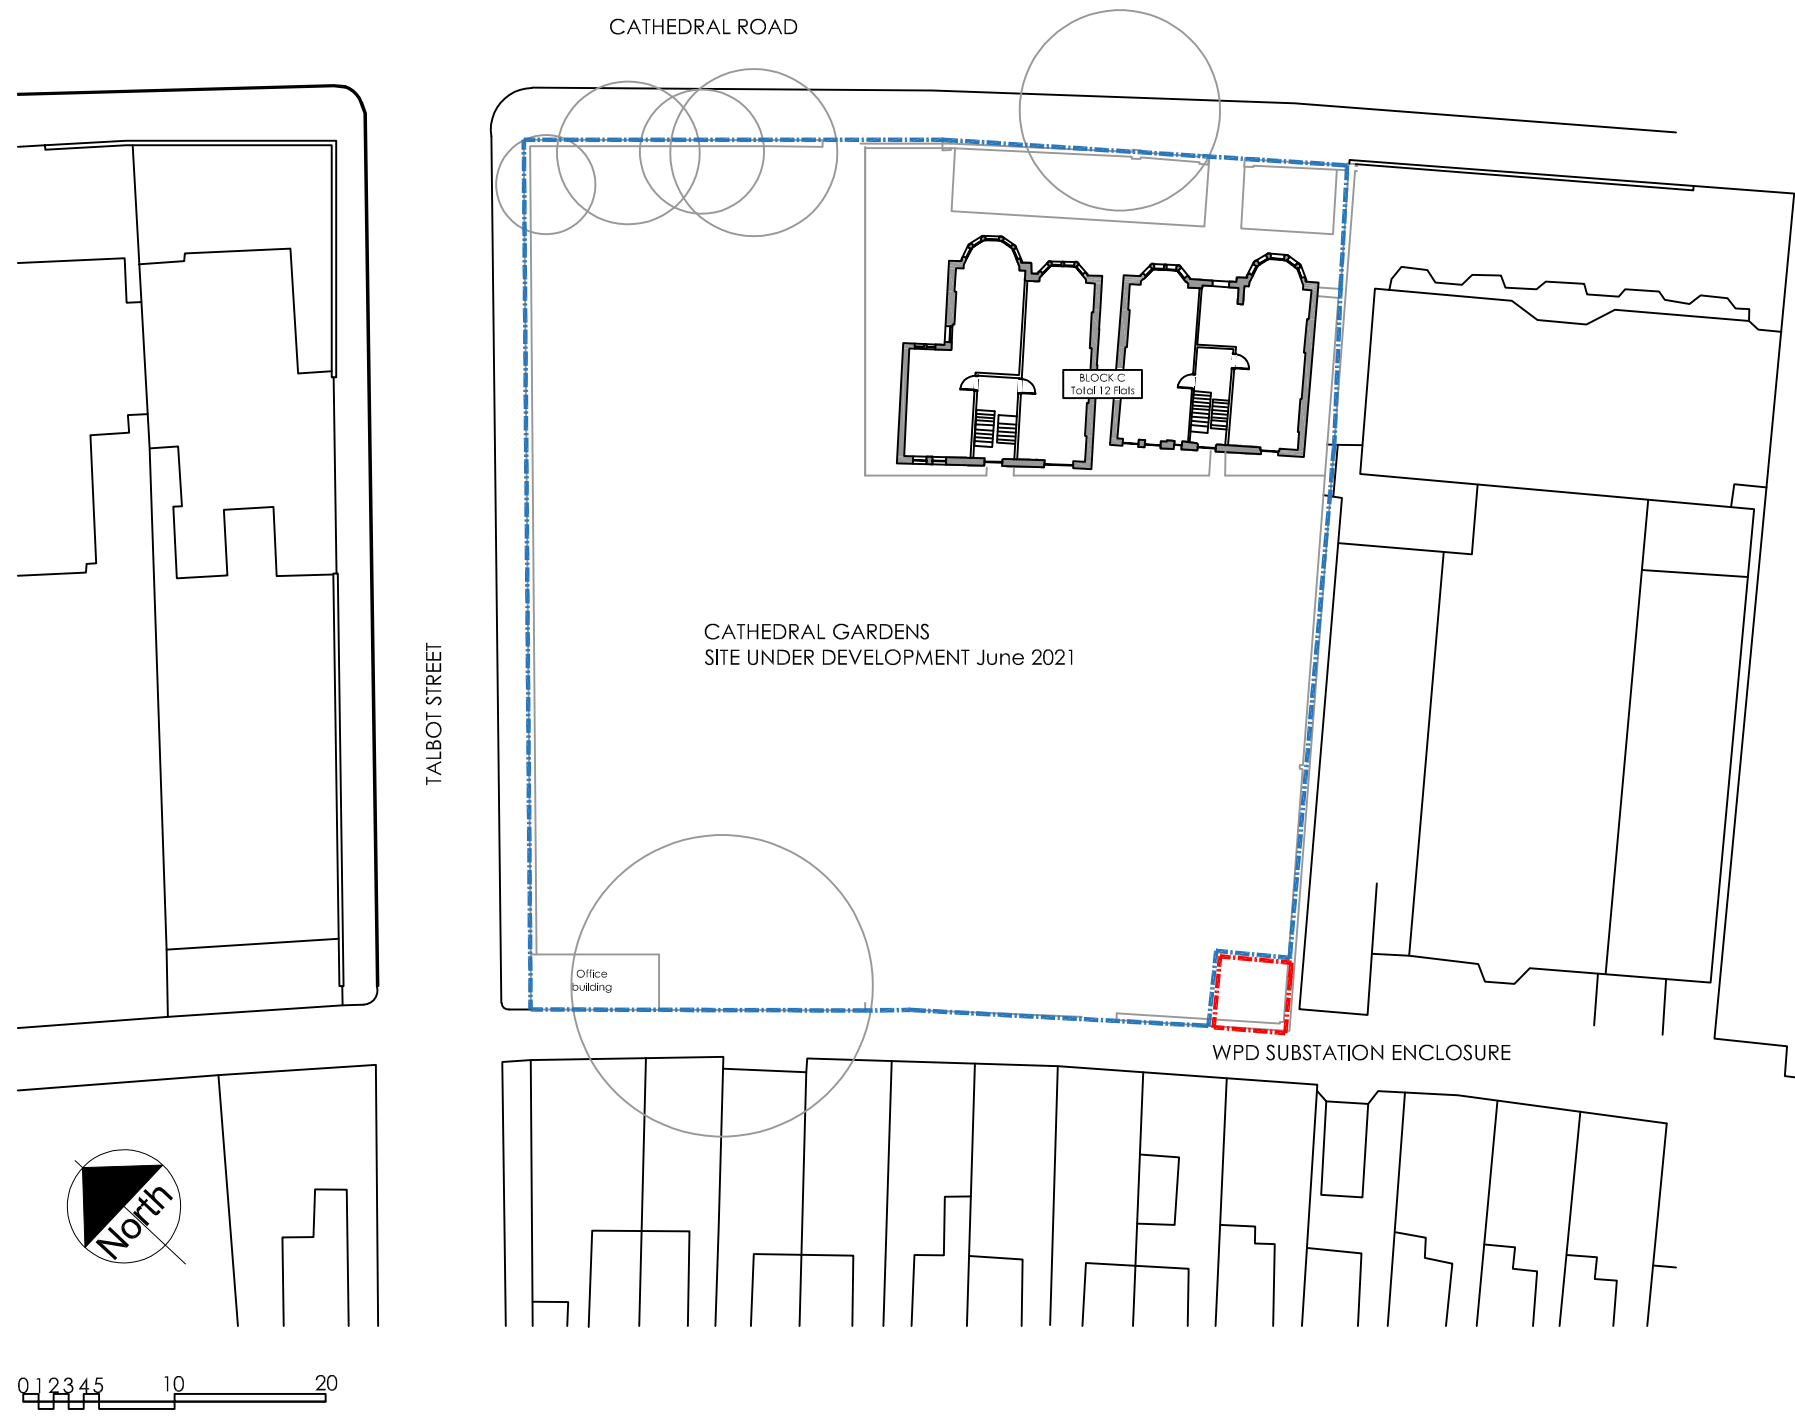 CATHEDRAL ROAD
BLOCK C
Total 12 Flats
CATHEDRAL GARDENS
SITE UNDER DEVELOPMENT June 2021
TALBOT STREET
Office
building
WPD SUBSTATION ENCLOSURE
North
0 1 2 3 4 5 10 20